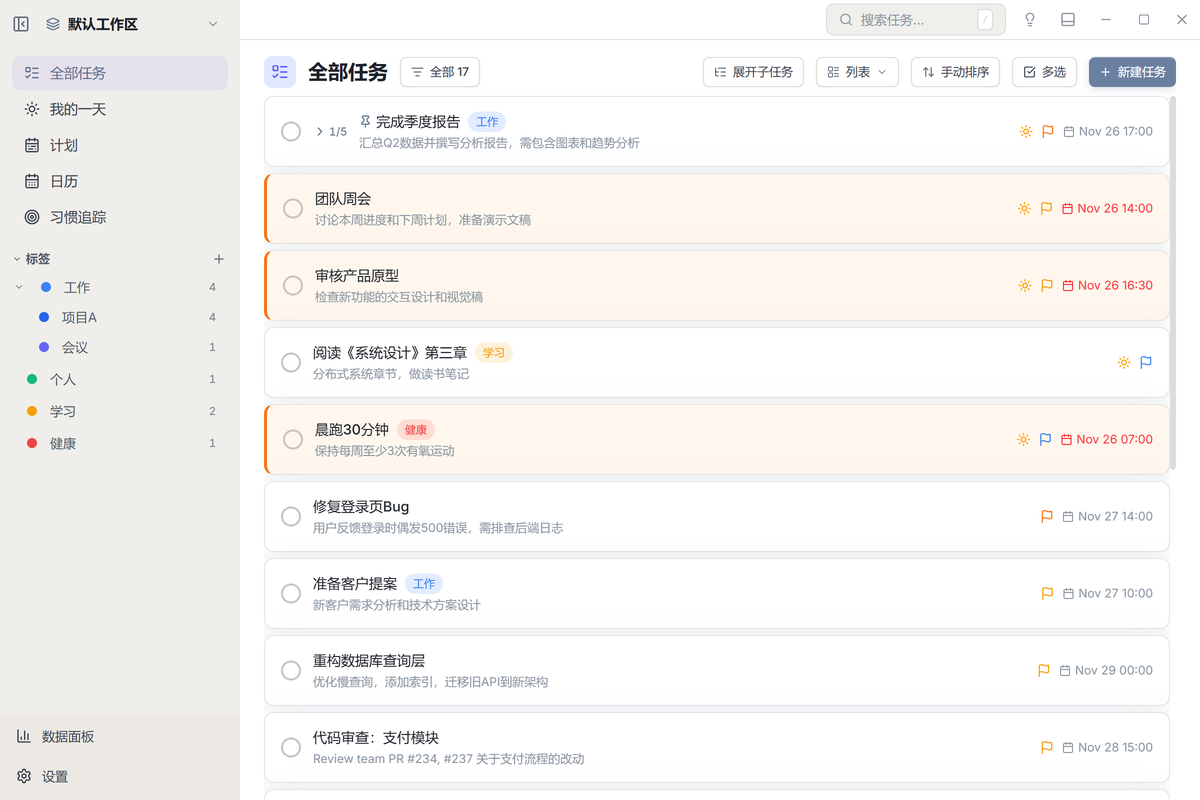 默认工作区
搜索任务...
/
全部任务
我的一天
计划
日历
习惯追踪
标签
工作 4
项目A 4
会议 1
个人 1
学习 2
健康 1
数据面板
设置
全部任务
全部 17
展开子任务
列表
手动排序
多选
新建任务
1/5
完成季度报告 工作
汇总Q2数据并撰写分析报告，需包含图表和趋势分析
Nov 26 17:00
团队周会
讨论本周进度和下周计划，准备演示文稿
Nov 26 14:00
审核产品原型
检查新功能的交互设计和视觉稿
Nov 26 16:30
阅读《系统设计》第三章 学习
分布式系统章节，做读书笔记
晨跑30分钟 健康
保持每周至少3次有氧运动
Nov 26 07:00
修复登录页Bug
用户反馈登录时偶发500错误，需排查后端日志
Nov 27 14:00
准备客户提案 工作
新客户需求分析和技术方案设计
Nov 27 10:00
重构数据库查询层
优化慢查询，添加索引，迁移旧API到新架构
Nov 29 00:00
代码审查：支付模块
Review team PR #234, #237 关于支付流程的改动
Nov 28 15:00